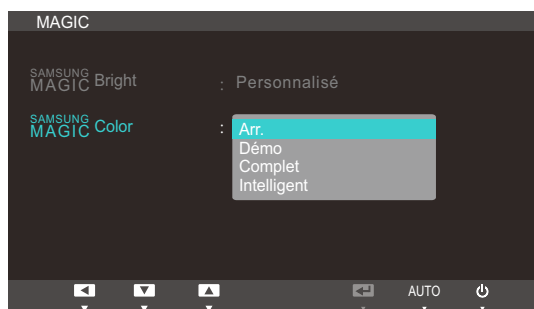 MAGIC
SAMSUNG
MAGIC Bright : Personnalisé
SAMSUNG
MAGIC Color : Arr.
Démo
Complet
Intelligent
AUTO